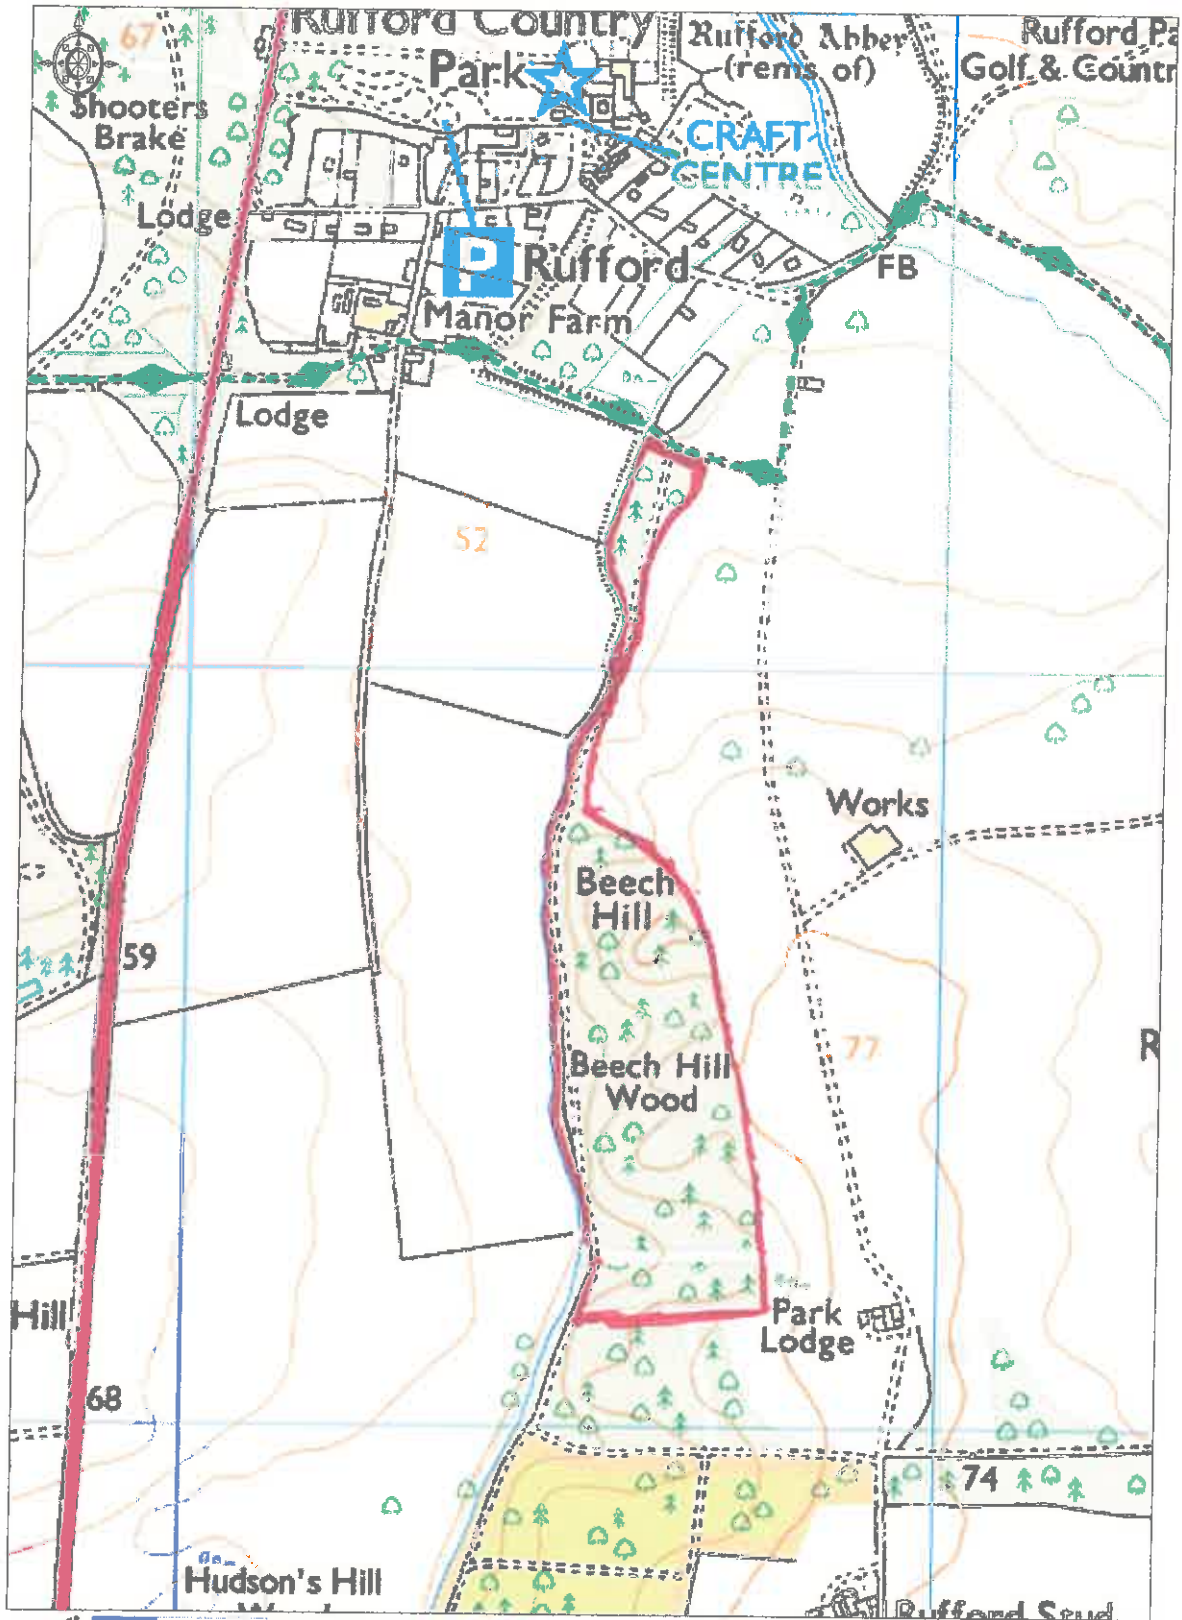 Rufford Country
Park
67
Shooters
Brake
Rufford Abbey
(rems of)
Rufford Pa
Golf & Countr
CRAFT
CENTRE
Lodge
P
Rufford
FB
Manor Farm
Lodge
52
Works
Beech
Hill
59
77
R
Beech Hill
Wood
Hill
Park
Lodge
68
74
Hudson's Hill
Rufford Stud